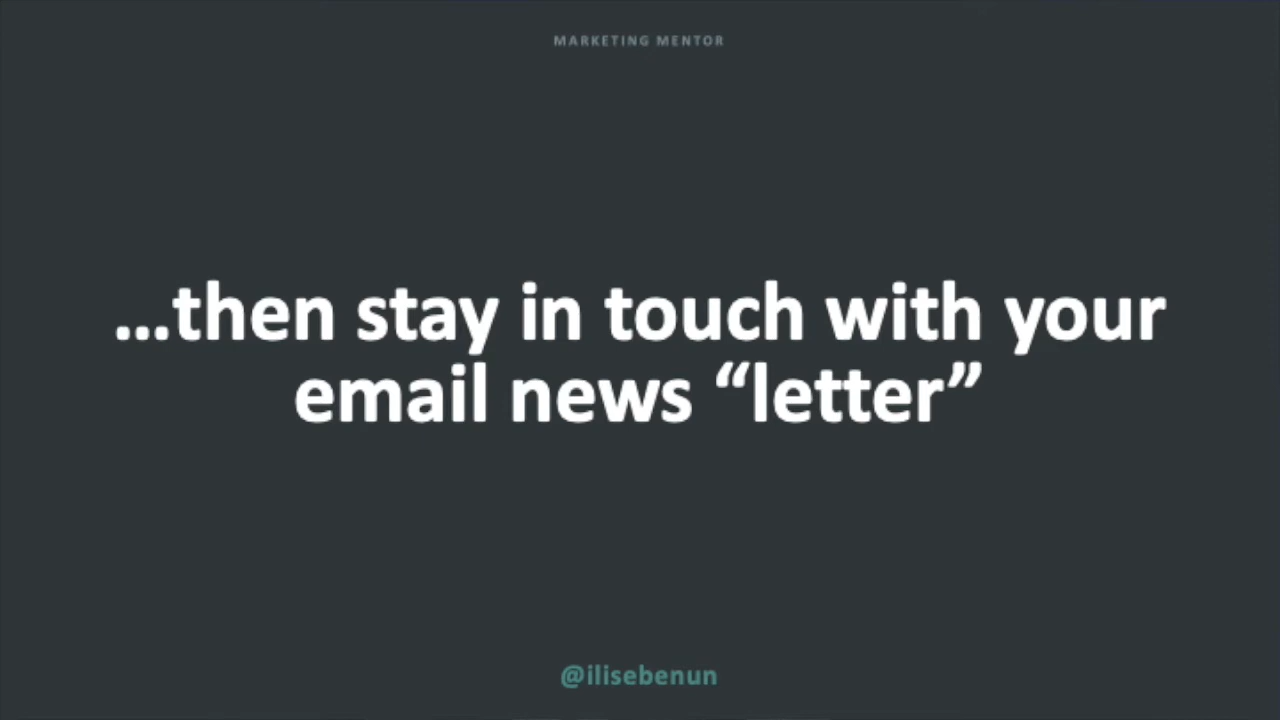 MARKETING MENTOR
...then stay in touch with your
email news “letter”
@ilisebenun